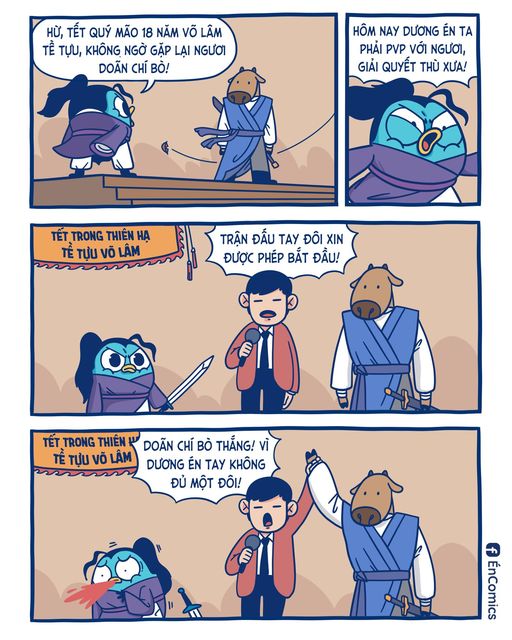 HỪ, TẾT QUÝ MÃO 18 NĂM VÕ LÂM
TỀ TỰU, KHÔNG NGỜ GẶP LẠI NGƯƠI
DOÃN CHÍ BÒ!
HÔM NAY DƯƠNG ÉN TA
PHẢI PVP VỚI NGƯƠI,
GIẢI QUYẾT THÙ XƯA!
TẾT TRONG THIÊN HẠ
TỀ TỰU VÕ LÂM
TRẬN ĐẤU TAY ĐÔI XIN
ĐƯỢC PHÉP BẮT ĐẦU!
TẾT TRONG THIÊN HẠ
TỀ TỰU VÕ LÂM
DOÃN CHÍ BÒ THẮNG! VÌ
DƯƠNG ÉN TAY KHÔNG
ĐỦ MỘT ĐÔI!
f ÉnComics